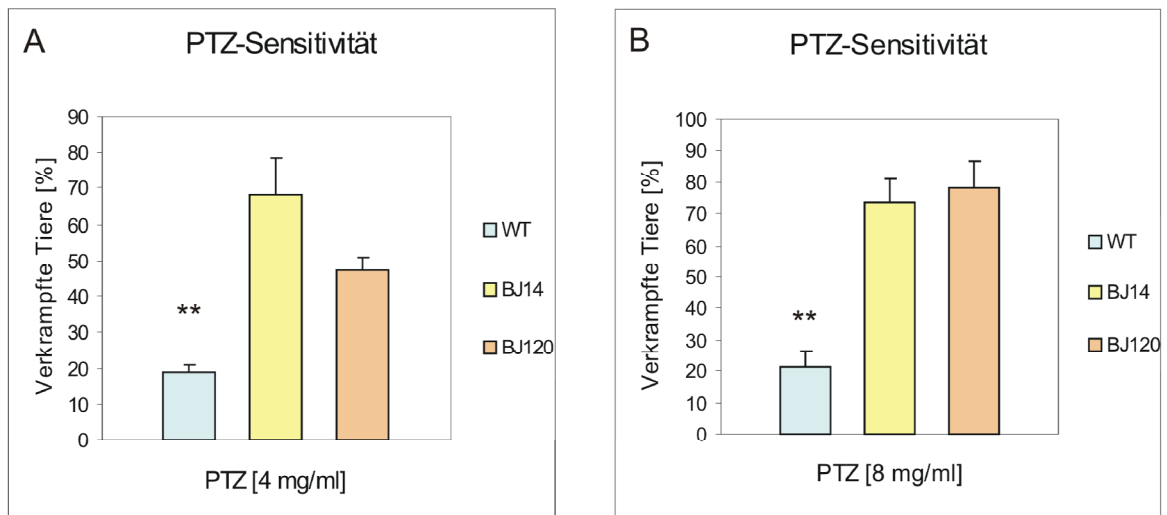 A
PTZ-Sensitivität
Verkrampfte Tiere [%]
90
80
70
60
50
40
30
20
10
0
**
PTZ [4 mg/ml]
WT
BJ14
BJ120
B
PTZ-Sensitivität
Verkrampfte Tiere [%]
100
90
80
70
60
50
40
30
20
10
0
**
PTZ [8 mg/ml]
WT
BJ14
BJ120